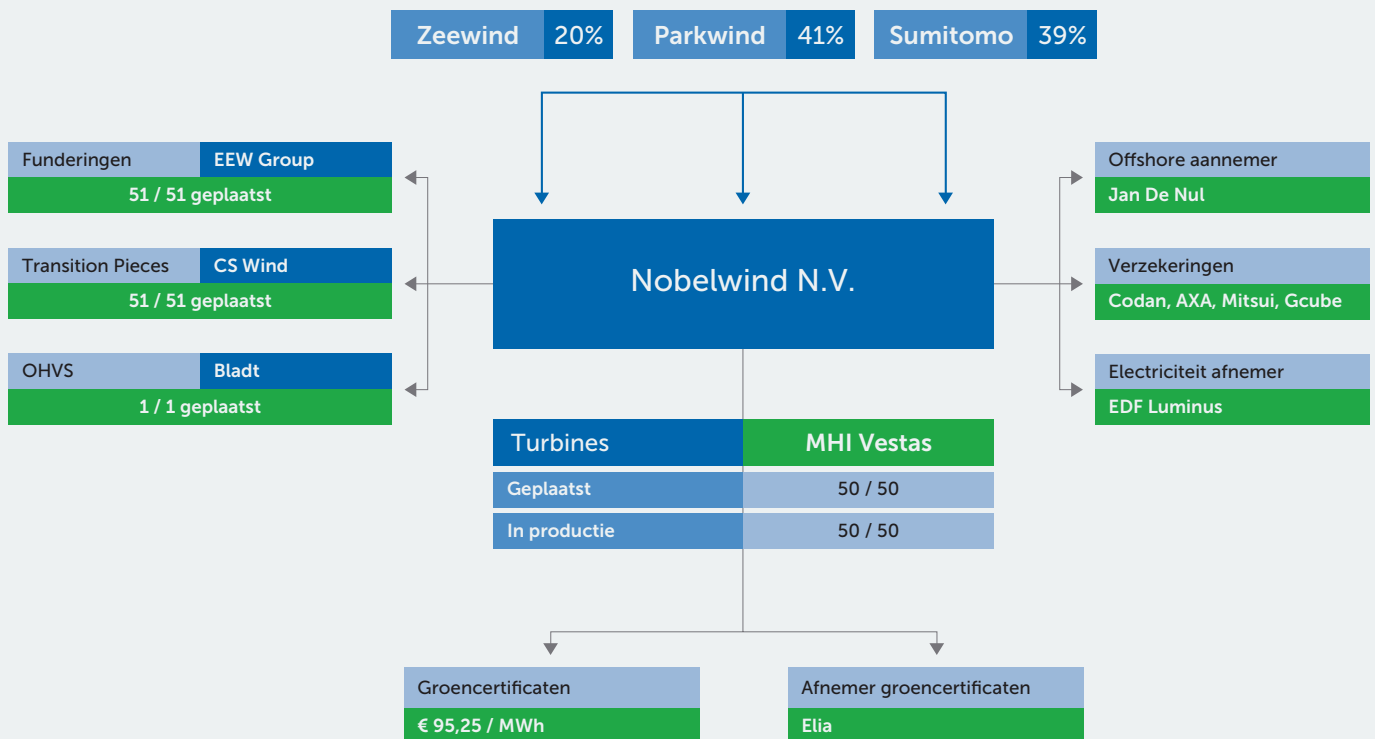 Zeewind 20% Parkwind 41% Sumitomo 39%
Funderingen EEW Group
51 / 51 geplaatst
Transition Pieces CS Wind
51 / 51 geplaatst
OHVS Bladt
1 / 1 geplaatst
Nobelwind N.V.
Offshore aannemer
Jan De Nul
Verzekeringen
Codan, AXA, Mitsui, Gcube
Electriciteit afnemer
EDF Luminus
Turbines MHI Vestas
Geplaatst 50 / 50
In productie 50 / 50
Groencertificaten
€ 95,25 / MWh
Afnemer groencertificaten
Elia